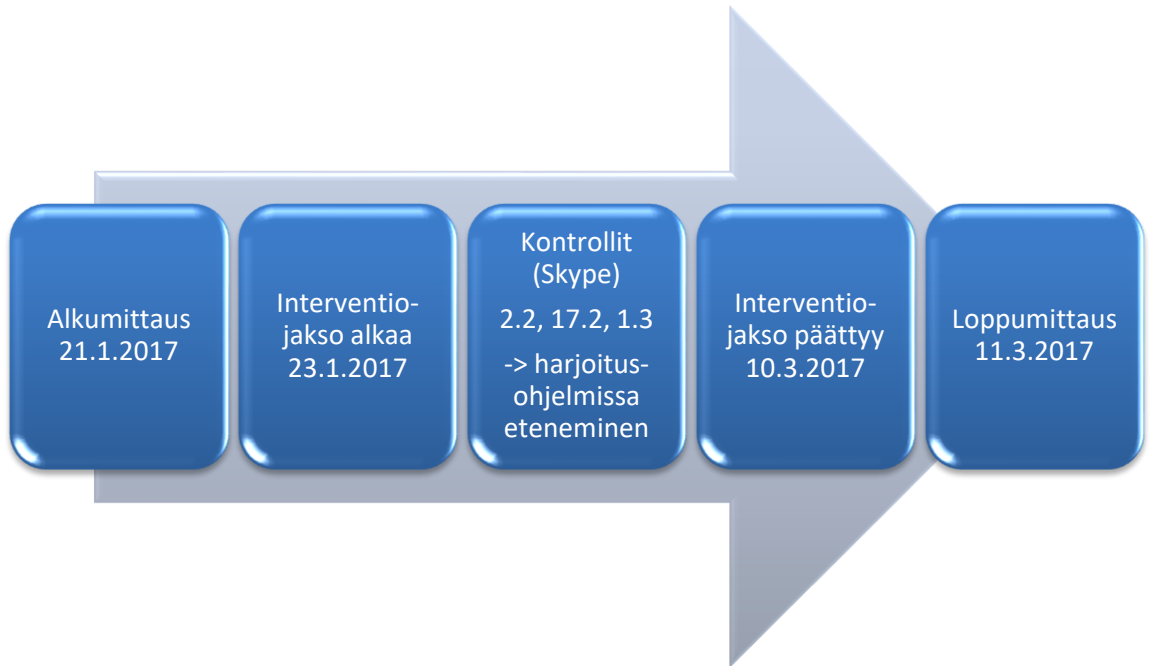 Alkumittaus
21.1.2017
Interventio-
jakso alkaa
23.1.2017
Kontrollit
(Skype)
2.2, 17.2, 1.3
-> harjoitus-
ohjelmissa
eteneminen
Interventio-
jakso päättyy
10.3.2017
Loppumittaus
11.3.2017